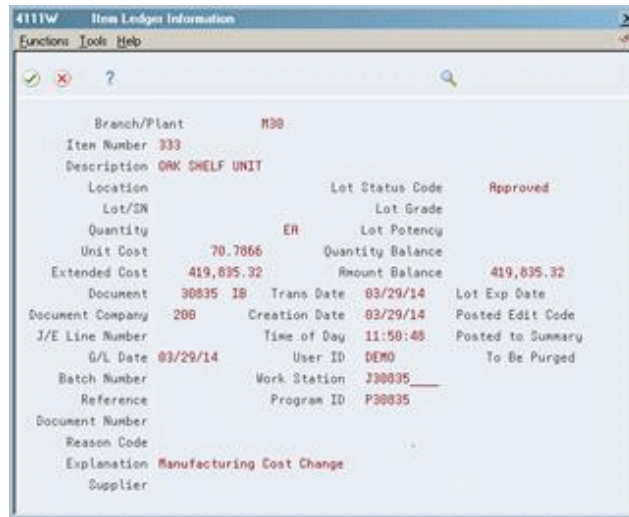 4111W Item Ledger Information
Functions Tools Help
?
Branch/Plant M30
Item Number 333
Description OAK SHELF UNIT
Location Lot Status Code Approved
Lot/SN Lot Grade
Quantity EA Lot Potency
Unit Cost 70.7866 Quantity Balance
Extended Cost 419,835.32 Amount Balance 419,835.32
Document 30835 IB Trans Date 03/29/14 Lot Exp Date
Document Company 200 Creation Date 03/29/14 Posted Edit Code
J/E Line Number Time of Day 11:50:48 Posted to Summary
G/L Date 03/29/14 User ID DEMO To Be Purged
Batch Number Work Station J30835____
Reference Program ID P30835
Document Number
Reason Code
Explanation Manufacturing Cost Change
Supplier